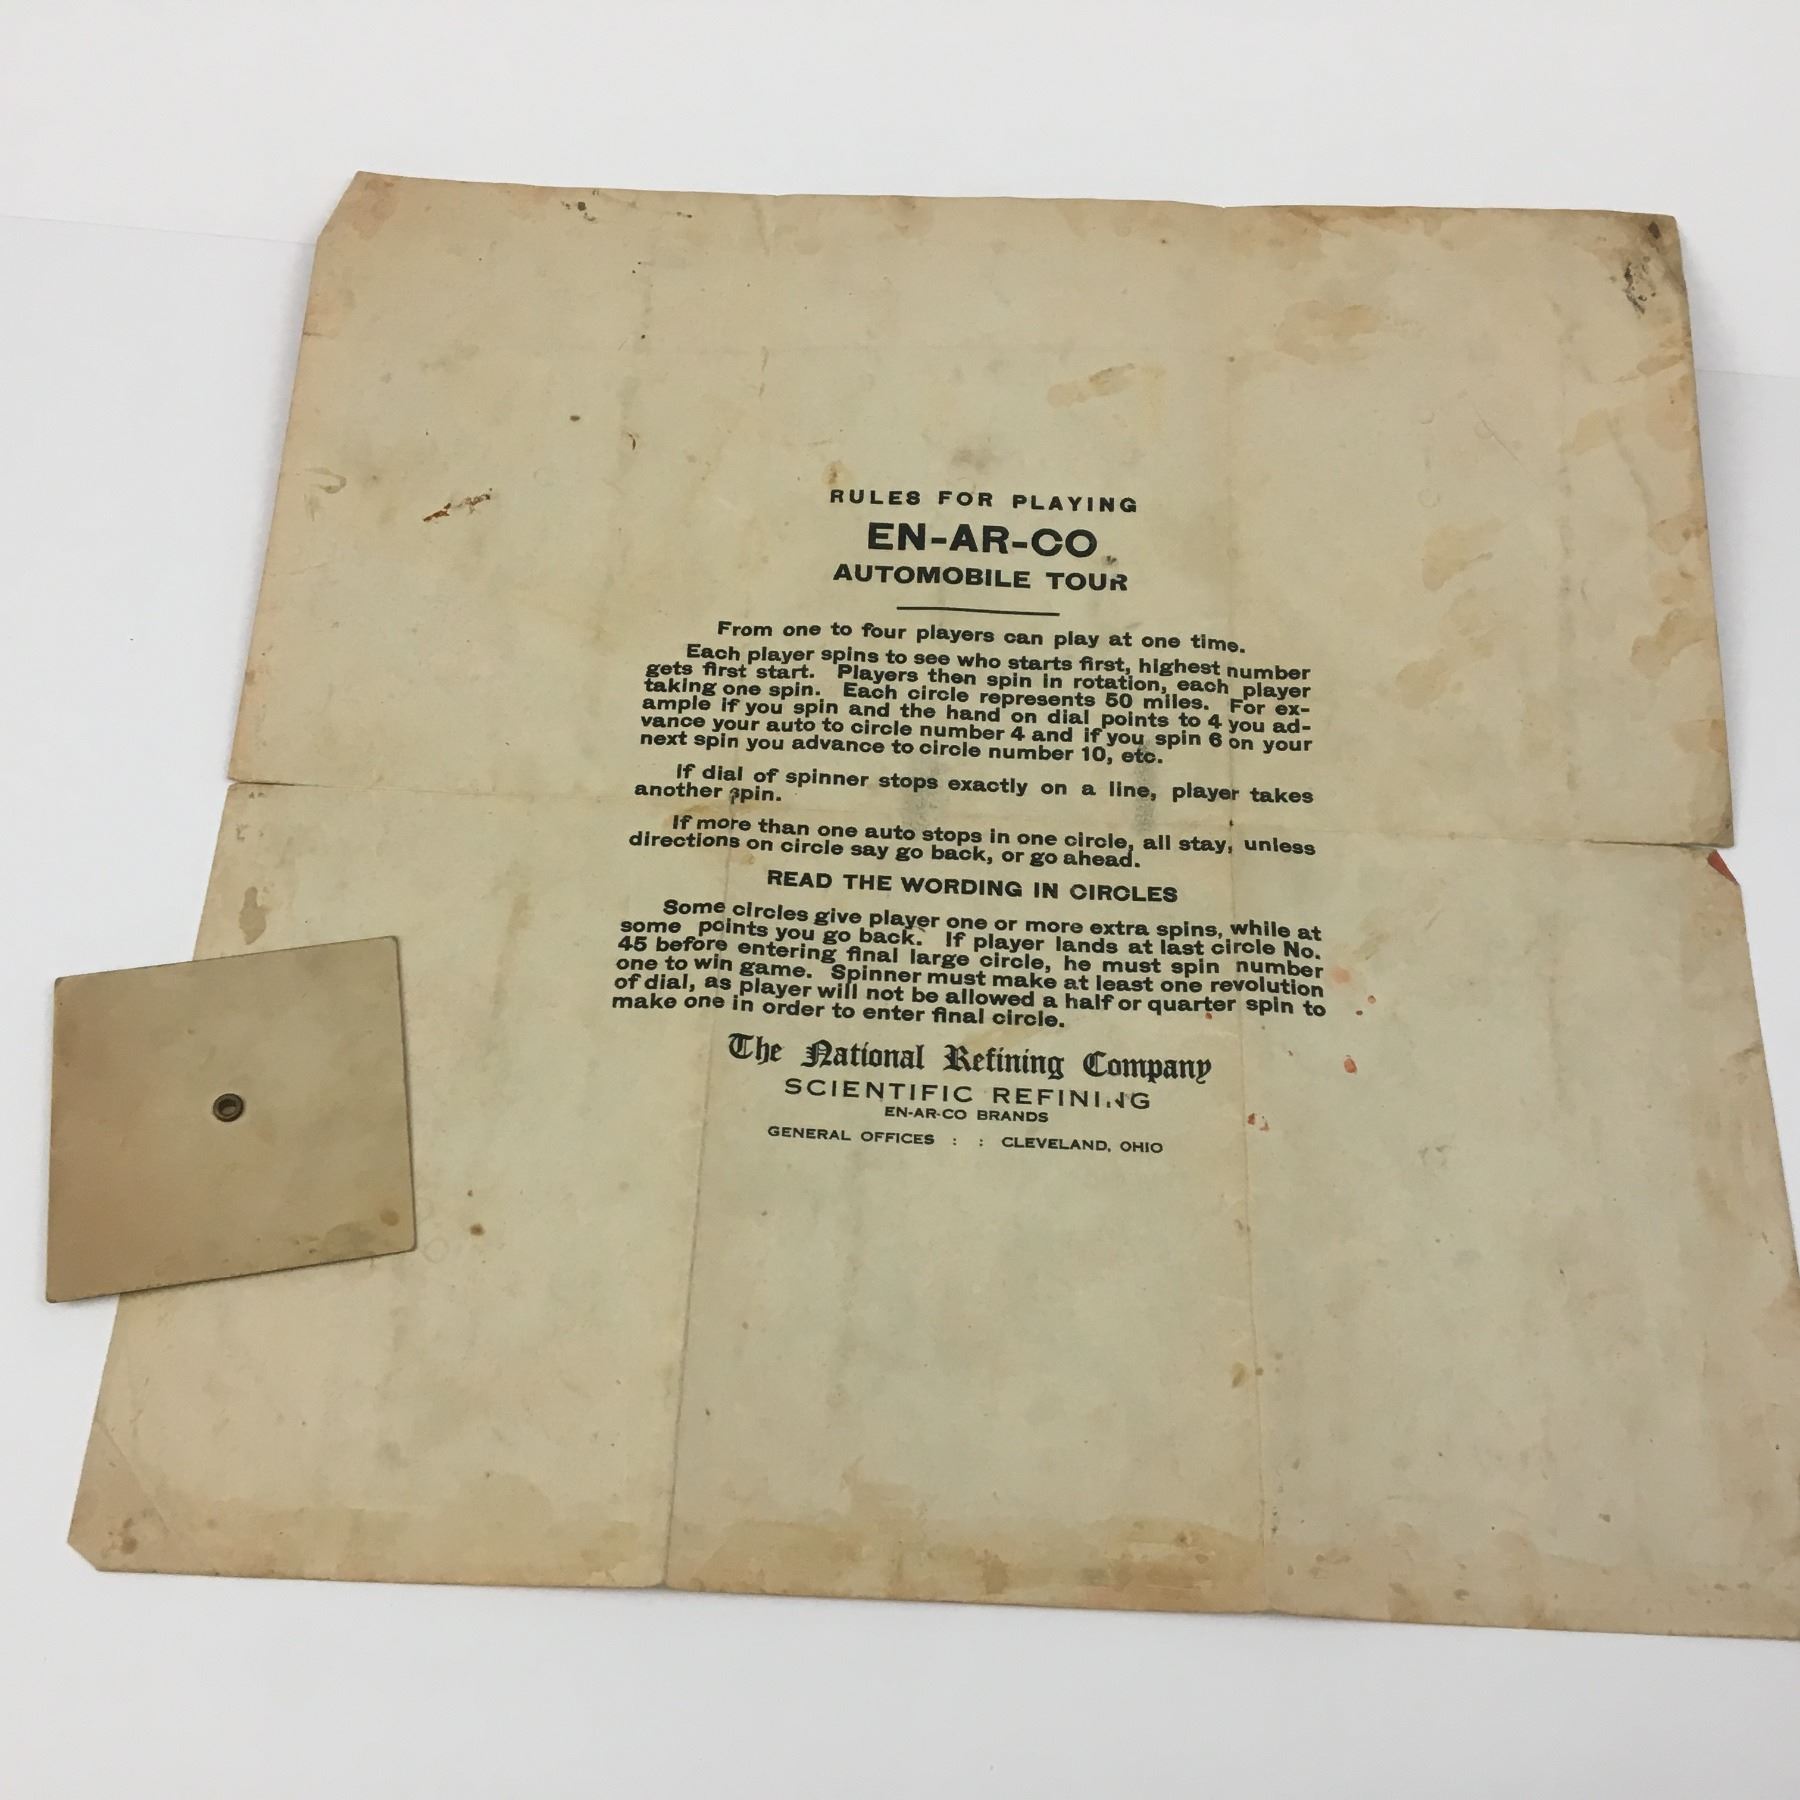 RULES FOR PLAYING
EN-AR-CO
AUTOMOBILE TOUR
From one to four players can play at one time.
Each player spins to see who starts first, highest number
gets first start. Players then spin in rotation, each player
taking one spin. Each circle represents 50 miles. For ex-
ample if you spin and the hand on dial points to 4 you ad-
vance your auto to circle number 4 and if you spin 6 on your
next spin you advance to circle number 10, etc.
If dial of spinner stops exactly on a line, player takes
another spin.
If more than one auto stops in one circle, all stay, unless
directions on circle say go back, or go ahead.
READ THE WORDING IN CIRCLES
Some circles give player one or more extra spins, while at
some points you go back. If player lands at last circle No.
45 before entering final large circle, he must spin number
one to win game. Spinner must make at least one revolution
of dial, as player will not be allowed a half or quarter spin to
make one in order to enter final circle.
The National Refining Company
SCIENTIFIC REFINING
EN-AR-CO BRANDS
GENERAL OFFICES : : CLEVELAND, OHIO